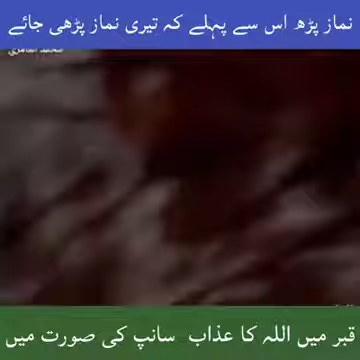 نماز پڑھ اس سے پہلے کہ تیری نماز پڑھی جائے
قبر میں اللہ کا عذاب سانپ کی صورت میں